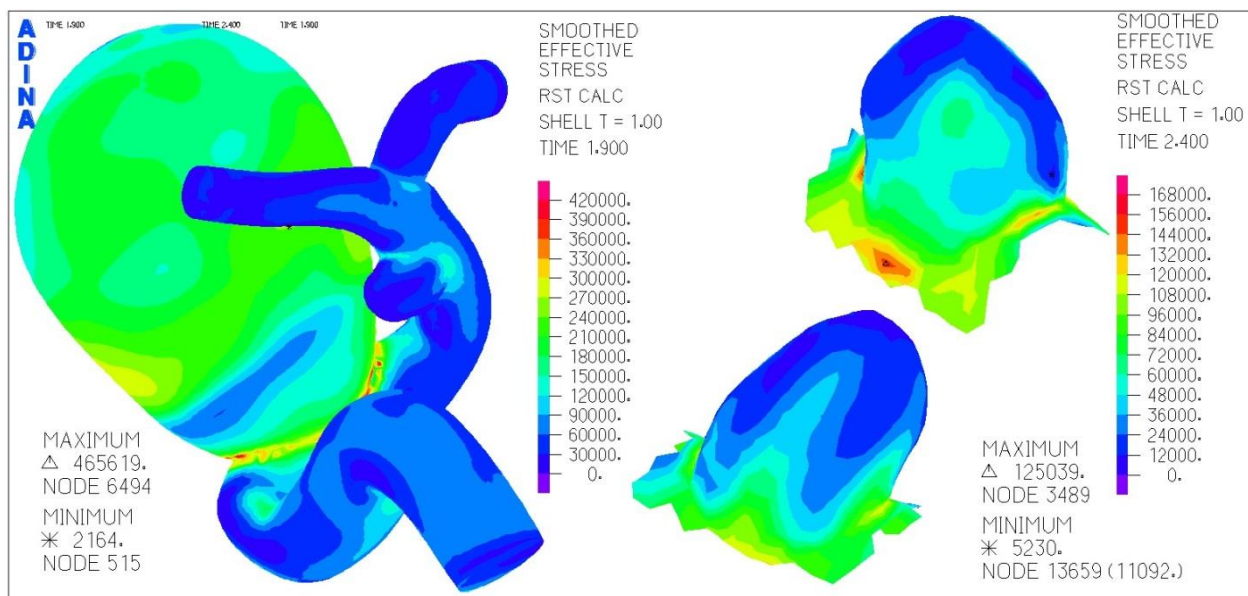 ADINA
TIME 1.900
TIME 2.400
TIME 1.900
SMOOTHED
EFFECTIVE
STRESS
RST CALC
SHELL T = 1.00
TIME 1.900
420000.
390000.
360000.
330000.
300000.
270000.
240000.
210000.
180000.
150000.
120000.
90000.
60000.
30000.
0.
MAXIMUM
△ 465619.
NODE 6494
MINIMUM
✳ 2164.
NODE 515
SMOOTHED
EFFECTIVE
STRESS
RST CALC
SHELL T = 1.00
TIME 2.400
168000.
156000.
144000.
132000.
120000.
108000.
96000.
84000.
72000.
60000.
48000.
36000.
24000.
12000.
0.
MAXIMUM
△ 125039.
NODE 3489
MINIMUM
✳ 5230.
NODE 13659 (11092.)